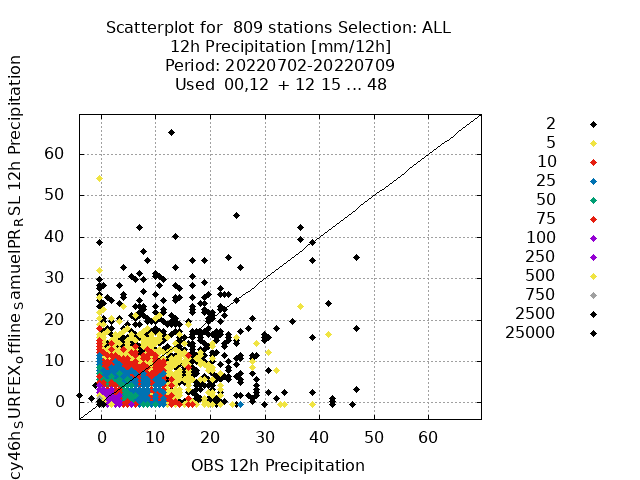 Scatterplot for  809 stations Selection: ALL
12h Precipitation [mm/12h]
Period: 20220702-20220709
Used  00,12  + 12 15 ... 48
cy46h_SURFEX_offline_SamuelPR_RSL 12h Precipitation
60
50
40
30
20
10
0
0 10 20 30 40 50 60
OBS 12h Precipitation
2
5
10
25
50
75
100
250
500
750
2500
25000